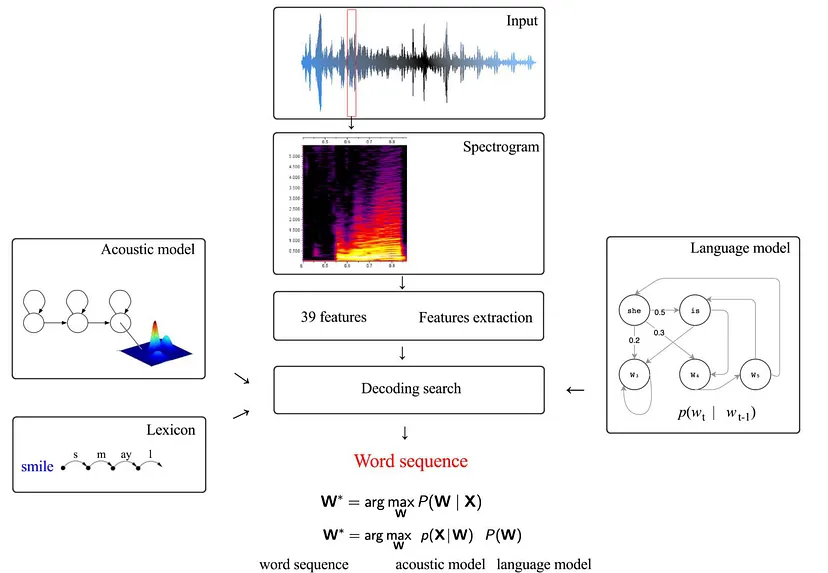 Input
Spectrogram
39 features Features extraction
Acoustic model
Language model
she 0.5 is
0.2 0.3
W₃ W₄ W₅
p(wₜ | wₜ₋₁)
Decoding search
Lexicon
smile s m ay l
Word sequence
W* = arg max P(W | X)
W
W* = arg max p(X|W) P(W)
W
word sequence acoustic model language model